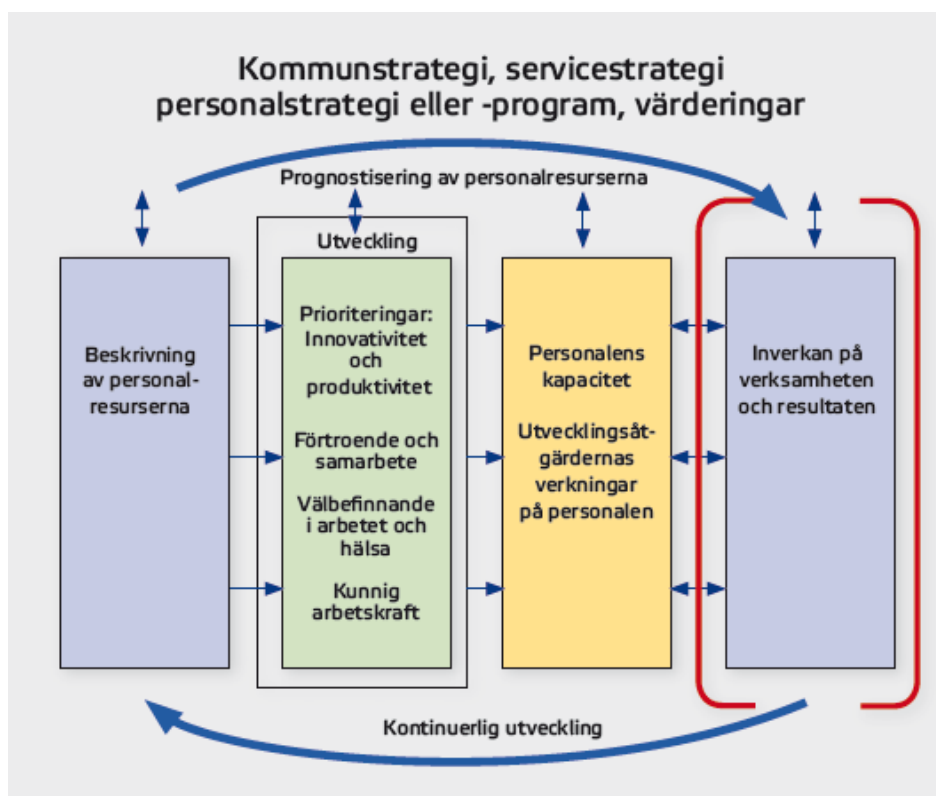 Kommunstrategi, servicestrategi
personalstrategi eller -program, värderingar
Prognostisering av personalresurserna
Beskrivning
av personal-
resurserna
Utveckling
Prioriteringar:
Innovativitet
och
produktivitet
Förtroende och
samarbete
Välbefinnande
i arbetet och
hälsa
Kunnig
arbetskraft
Personalens
kapacitet
Utvecklingsåt-
gärdernas
verkningar
på personalen
Inverkan på
verksamheten
och resultaten
Kontinuerlig utveckling